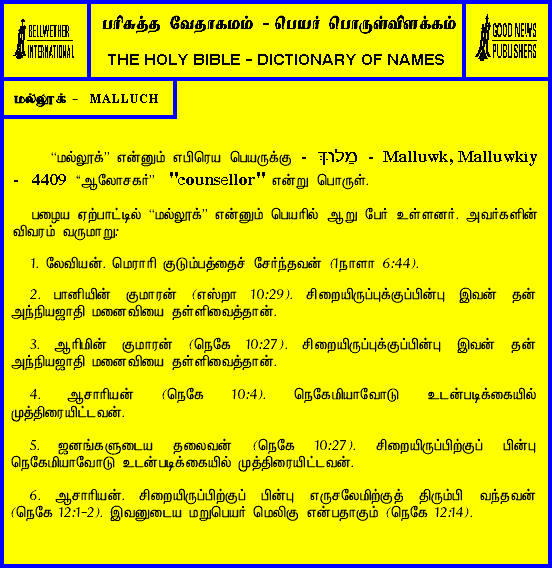 BELLWETHER
INTERNATIONAL
பரிசுத்த வேதாகமம் - பெயர் பொருள்விளக்கம்
THE HOLY BIBLE - DICTIONARY OF NAMES
GOOD NEWS
PUBLISHERS
மல்லூக் - MALLUCH
“மல்லூக்” என்னும் எபிரெய பெயருக்கு - מַלּוּךְ - Malluwk, Malluwkiy
- 4409 “ஆலோசகர்” "counsellor" என்று பொருள்.
பழைய ஏற்பாட்டில் “மல்லூக்” என்னும் பெயரில் ஆறு பேர் உள்ளனர். அவர்களின்
விவரம் வருமாறு:
1. லேவியன். மெராரி குடும்பத்தைச் சேர்ந்தவன் (1நாளா 6:44).
2. பானியின் குமாரன் (எஸ்றா 10:29). சிறையிருப்புக்குப்பின்பு இவன் தன்
அந்நியஜாதி மனைவியை தள்ளிவைத்தான்.
3. ஆரிமின் குமாரன் (நெகே 10:27). சிறையிருப்புக்குப்பின்பு இவன் தன்
அந்நியஜாதி மனைவியை தள்ளிவைத்தான்.
4. ஆசாரியன் (நெகே 10:4). நெகேமியாவோடு உடன்படிக்கையில்
முத்திரையிட்டவன்.
5. ஜனங்களுடைய தலைவன் (நெகே 10:27). சிறையிருப்பிற்குப் பின்பு
நெகேமியாவோடு உடன்படிக்கையில் முத்திரையிட்டவன்.
6. ஆசாரியன். சிறையிருப்பிற்குப் பின்பு எருசலேமிற்குத் திரும்பி வந்தவன்
(நெகே 12:1-2). இவனுடைய மறுபெயர் மெலிகு என்பதாகும் (நெகே 12:14).